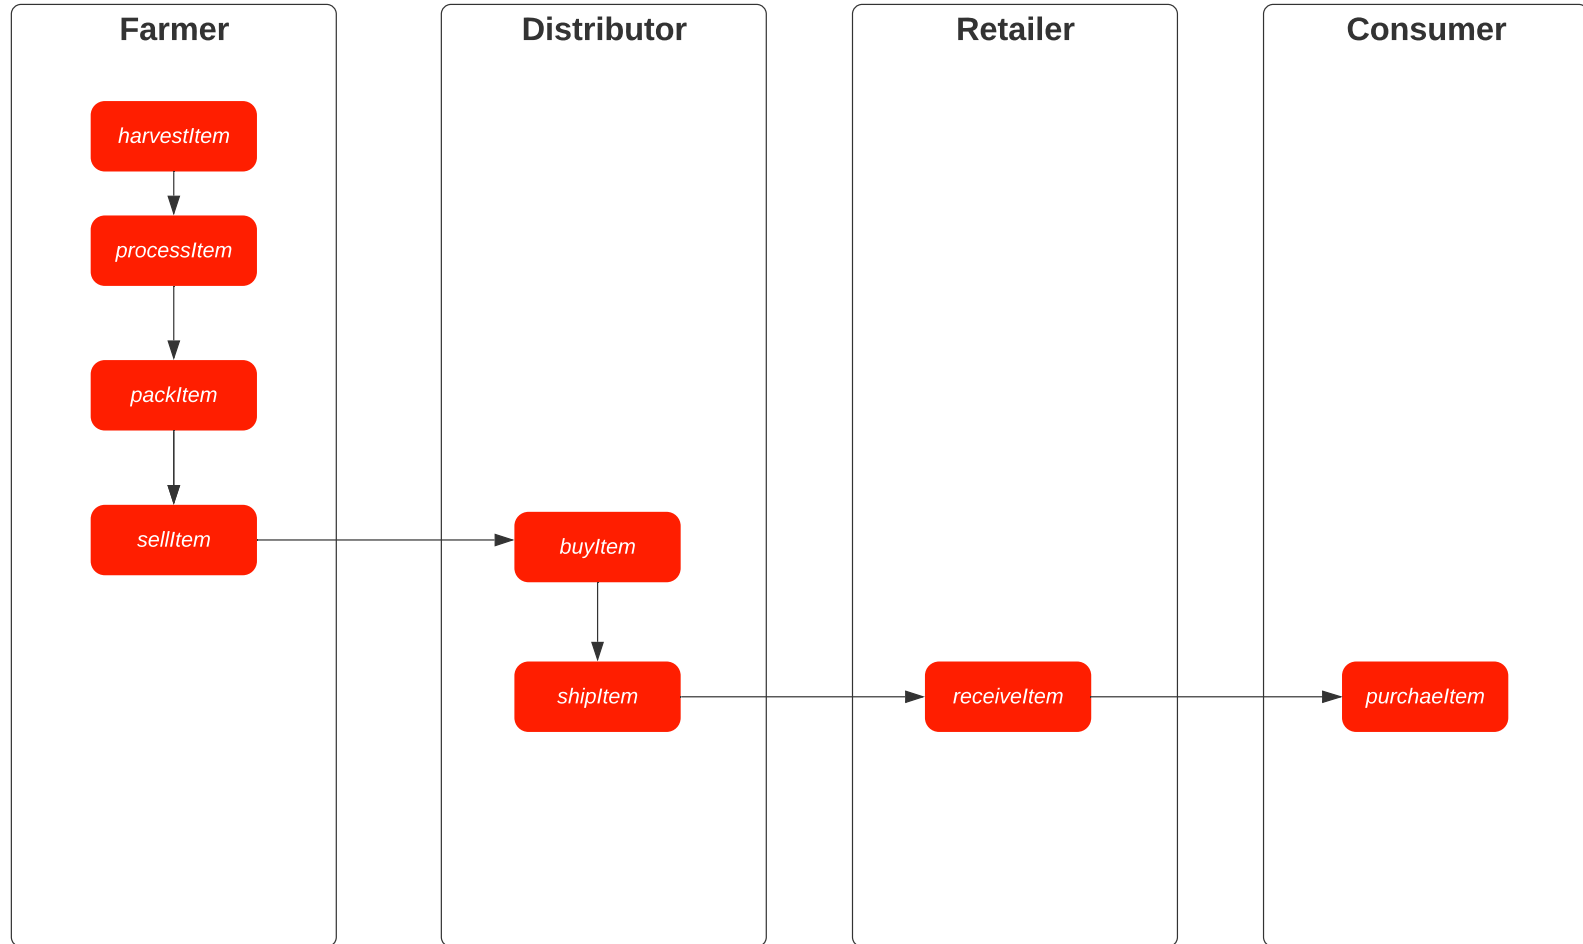 Farmer
Distributor
Retailer
Consumer
harvestItem
processItem
packItem
sellItem
buyItem
shipItem
receiveItem
purchaeItem